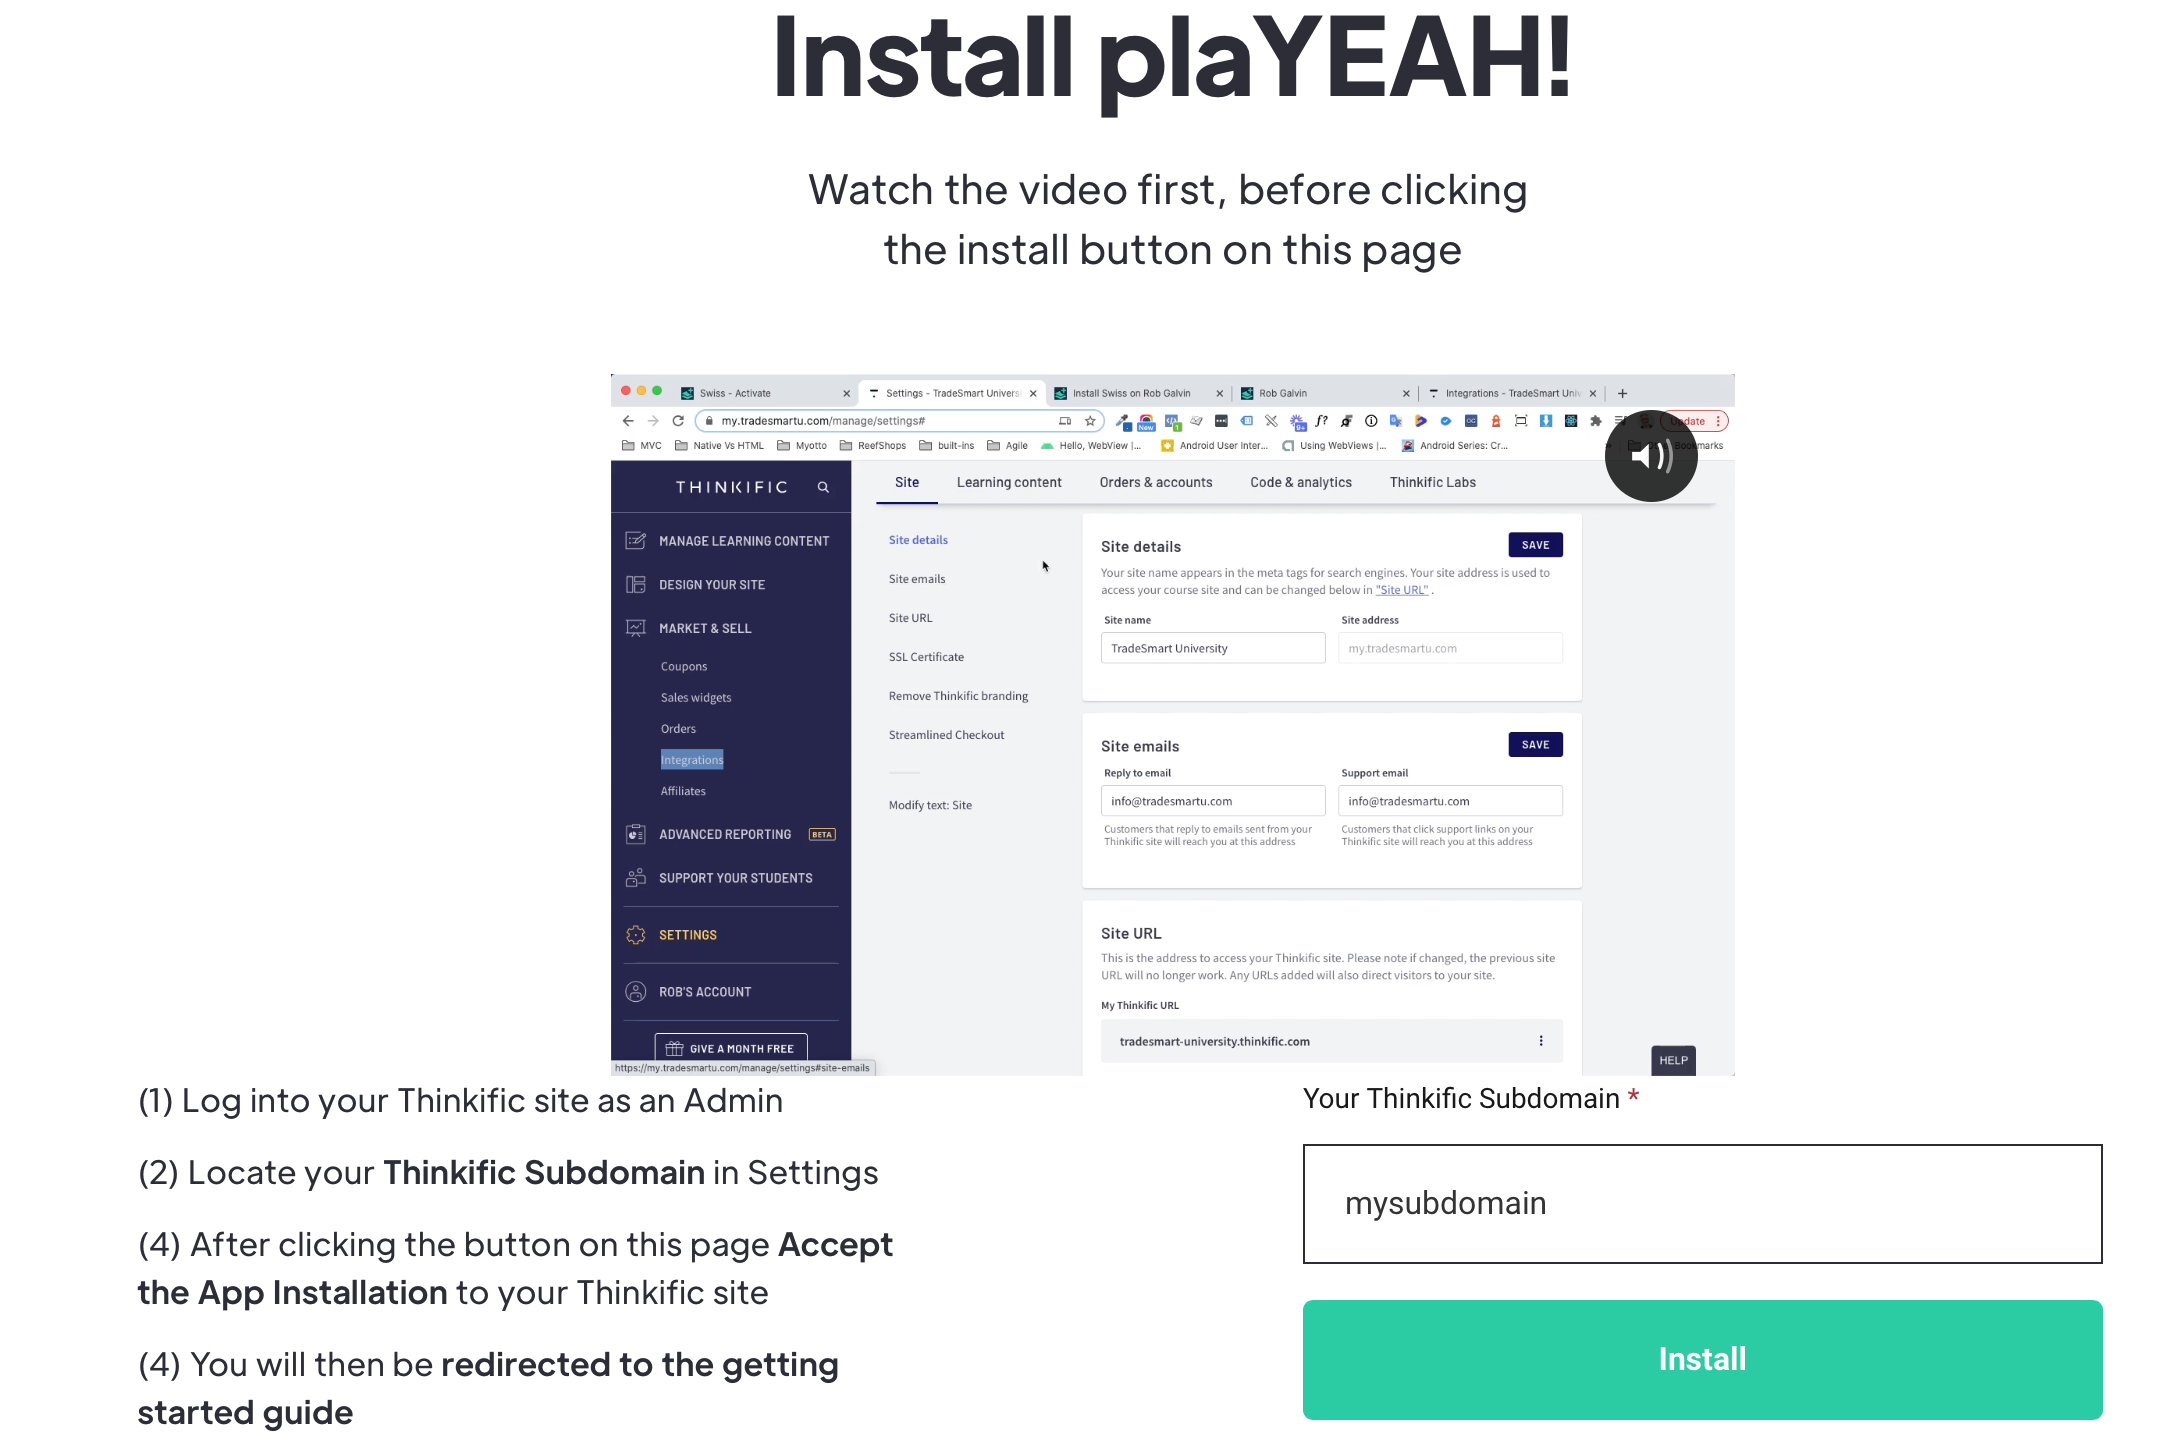 Install plaYEAH!
Watch the video first, before clicking
the install button on this page
Swiss - Activate
Settings - TradeSmart Univers
Install Swiss on Rob Galvin
Rob Galvin
Integrations - TradeSmart Univ
my.tradesmartu.com/manage/settings#
New
f?
9+
Update
MVC
Native Vs HTML
Myotto
ReefShops
built-ins
Agile
Hello, WebView |...
Android User Inter...
Using WebViews |...
Android Series: Cr...
Bookmarks
THINKIFIC
Site
Learning content
Orders & accounts
Code & analytics
Thinkific Labs
MANAGE LEARNING CONTENT
DESIGN YOUR SITE
MARKET & SELL
Coupons
Sales widgets
Orders
Integrations
Affiliates
ADVANCED REPORTING BETA
SUPPORT YOUR STUDENTS
SETTINGS
ROB'S ACCOUNT
GIVE A MONTH FREE
https://my.tradesmartu.com/manage/settings#site-emails
Site details
Site emails
Site URL
SSL Certificate
Remove Thinkific branding
Streamlined Checkout
Modify text: Site
Site details
SAVE
Your site name appears in the meta tags for search engines. Your site address is used to
access your course site and can be changed below in "Site URL" .
Site name
Site address
TradeSmart University
my.tradesmartu.com
Site emails
SAVE
Reply to email
Support email
info@tradesmartu.com
info@tradesmartu.com
Customers that reply to emails sent from your
Thinkific site will reach you at this address
Customers that click support links on your
Thinkific site will reach you at this address
Site URL
This is the address to access your Thinkific site. Please note if changed, the previous site
URL will no longer work. Any URLs added will also direct visitors to your site.
My Thinkific URL
tradesmart-university.thinkific.com
HELP
(1) Log into your Thinkific site as an Admin
(2) Locate your Thinkific Subdomain in Settings
(4) After clicking the button on this page Accept
the App Installation to your Thinkific site
(4) You will then be redirected to the getting
started guide
Your Thinkific Subdomain *
mysubdomain
Install